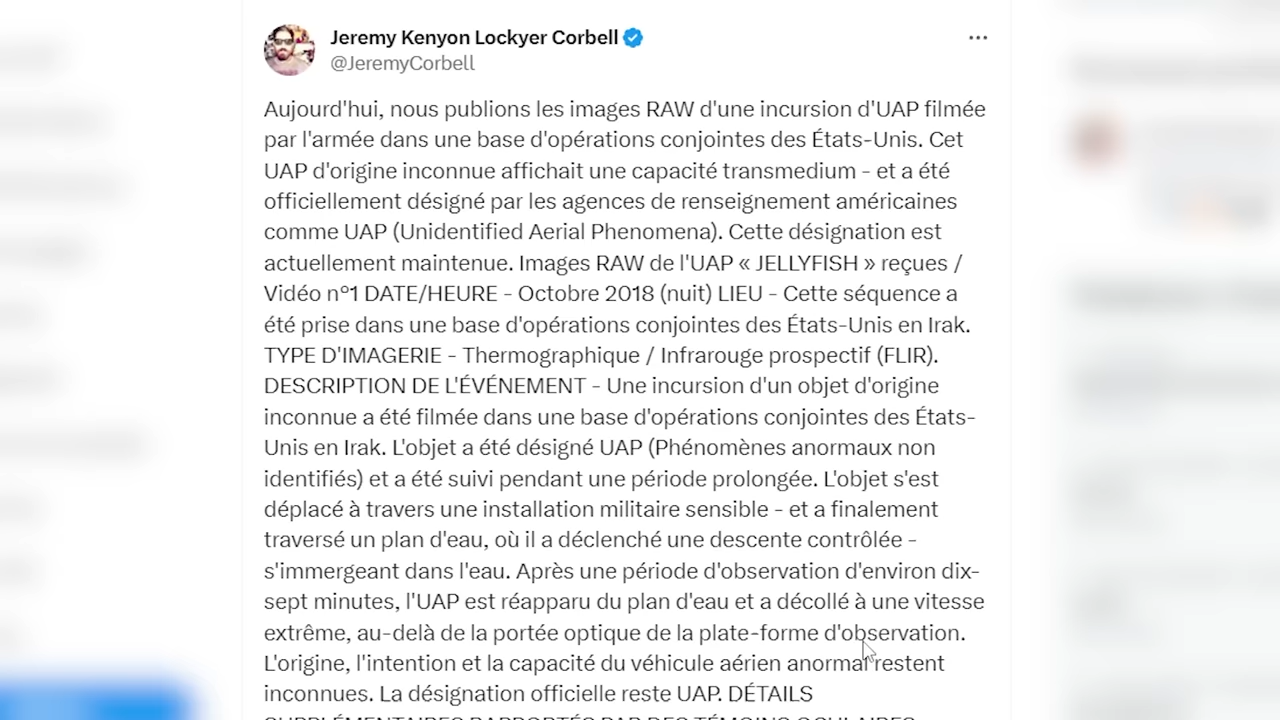 Jeremy Kenyon Lockyer Corbell
@JeremyCorbell
Aujourd'hui, nous publions les images RAW d'une incursion d'UAP filmée
par l'armée dans une base d'opérations conjointes des États-Unis. Cet
UAP d'origine inconnue affichait une capacité transmedium - et a été
officiellement désigné par les agences de renseignement américaines
comme UAP (Unidentified Aerial Phenomena). Cette désignation est
actuellement maintenue. Images RAW de l'UAP « JELLYFISH » reçues /
Vidéo n°1 DATE/HEURE - Octobre 2018 (nuit) LIEU - Cette séquence a
été prise dans une base d'opérations conjointes des États-Unis en Irak.
TYPE D'IMAGERIE - Thermographique / Infrarouge prospectif (FLIR).
DESCRIPTION DE L'ÉVÉNEMENT - Une incursion d'un objet d'origine
inconnue a été filmée dans une base d'opérations conjointes des États-
Unis en Irak. L'objet a été désigné UAP (Phénomènes anormaux non
identifiés) et a été suivi pendant une période prolongée. L'objet s'est
déplacé à travers une installation militaire sensible - et a finalement
traversé un plan d'eau, où il a déclenché une descente contrôlée -
s'immergeant dans l'eau. Après une période d'observation d'environ dix-
sept minutes, l'UAP est réapparu du plan d'eau et a décollé à une vitesse
extrême, au-delà de la portée optique de la plate-forme d'observation.
L'origine, l'intention et la capacité du véhicule aérien anormal restent
inconnues. La désignation officielle reste UAP. DÉTAILS
SUPPLÉMENTAIRES RAPPORTÉS PAR DES TÉMOINS OCULAIRES